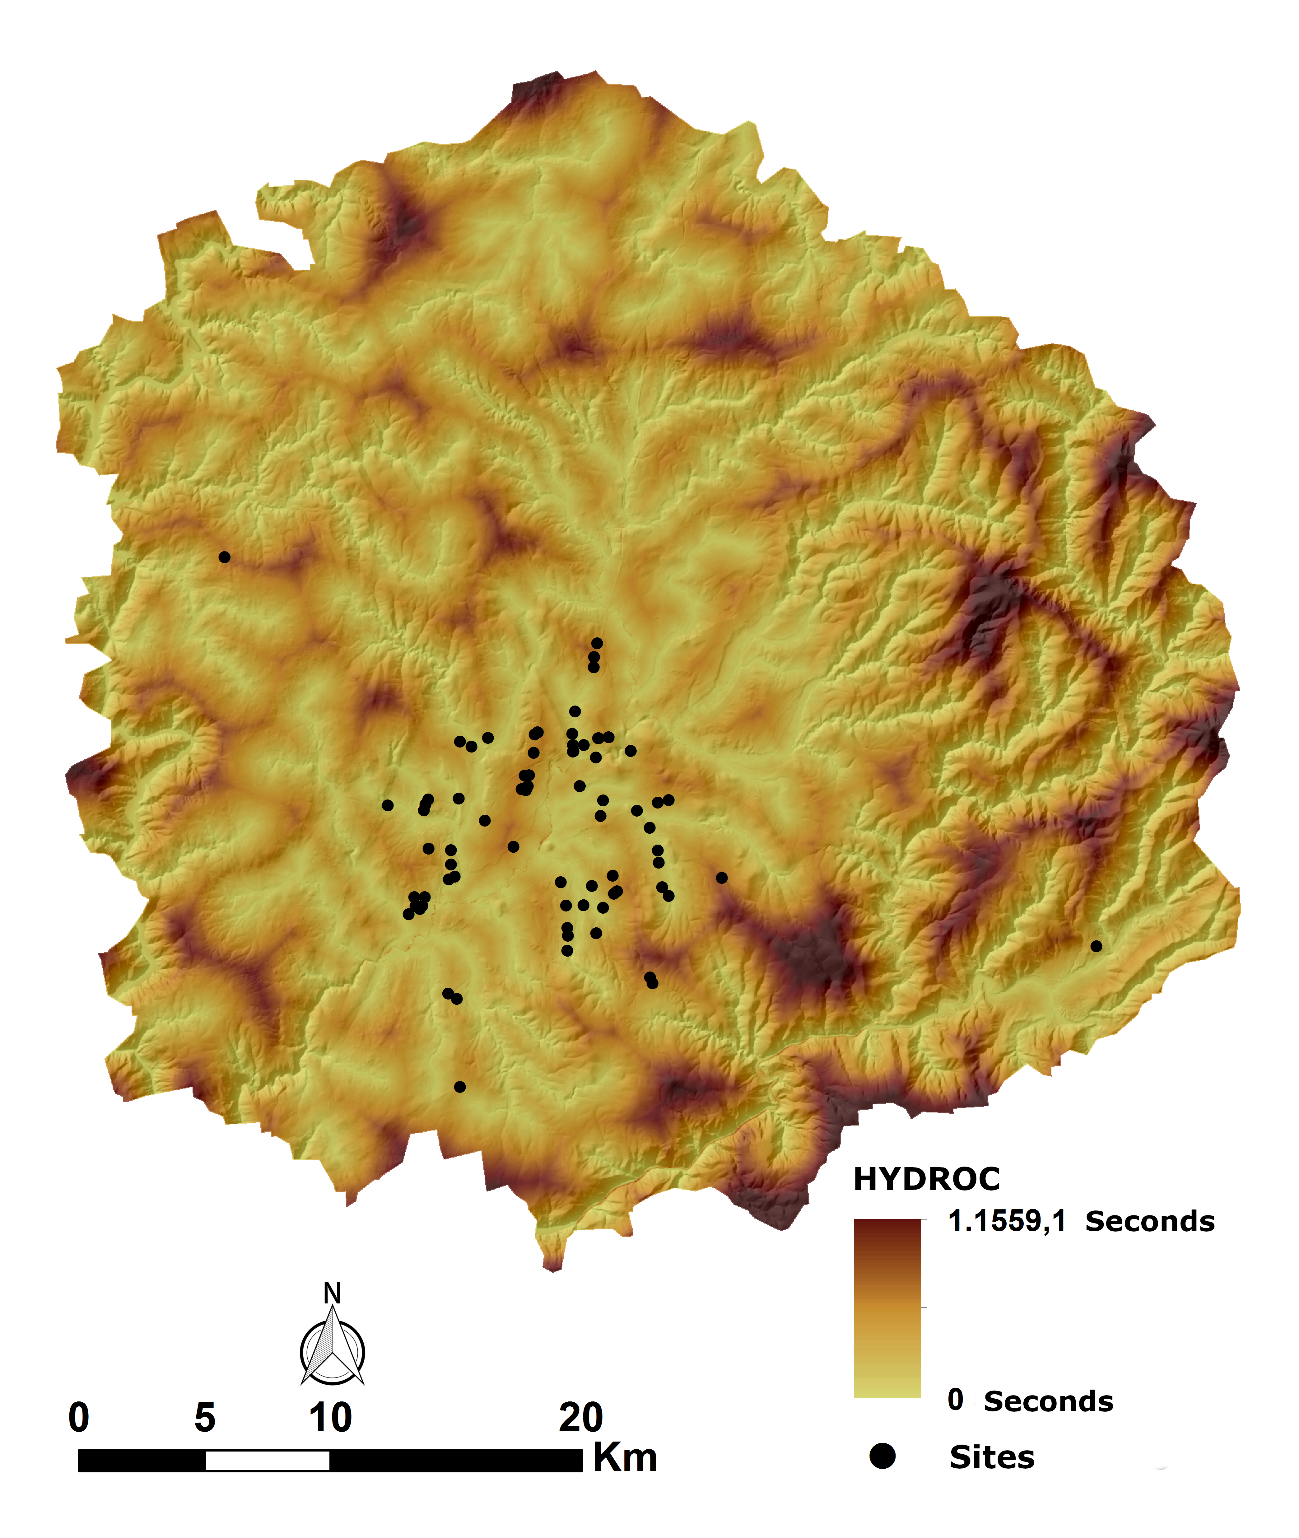 HYDROC
1.1559,1 Seconds
0 Seconds
Sites
N
0 5 10 20
Km